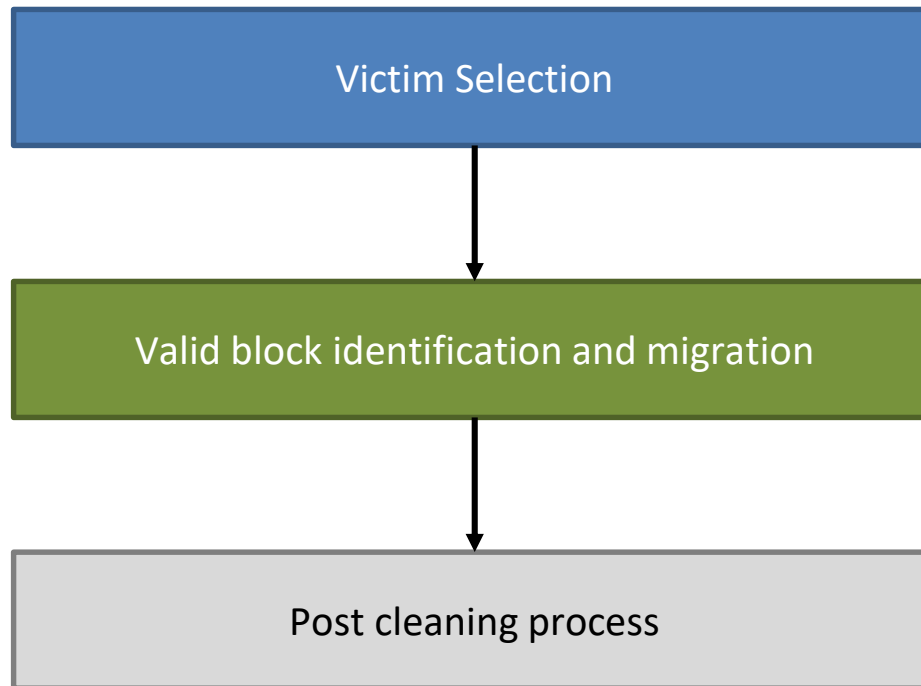 Victim Selection
Valid block identification and migration
Post cleaning process